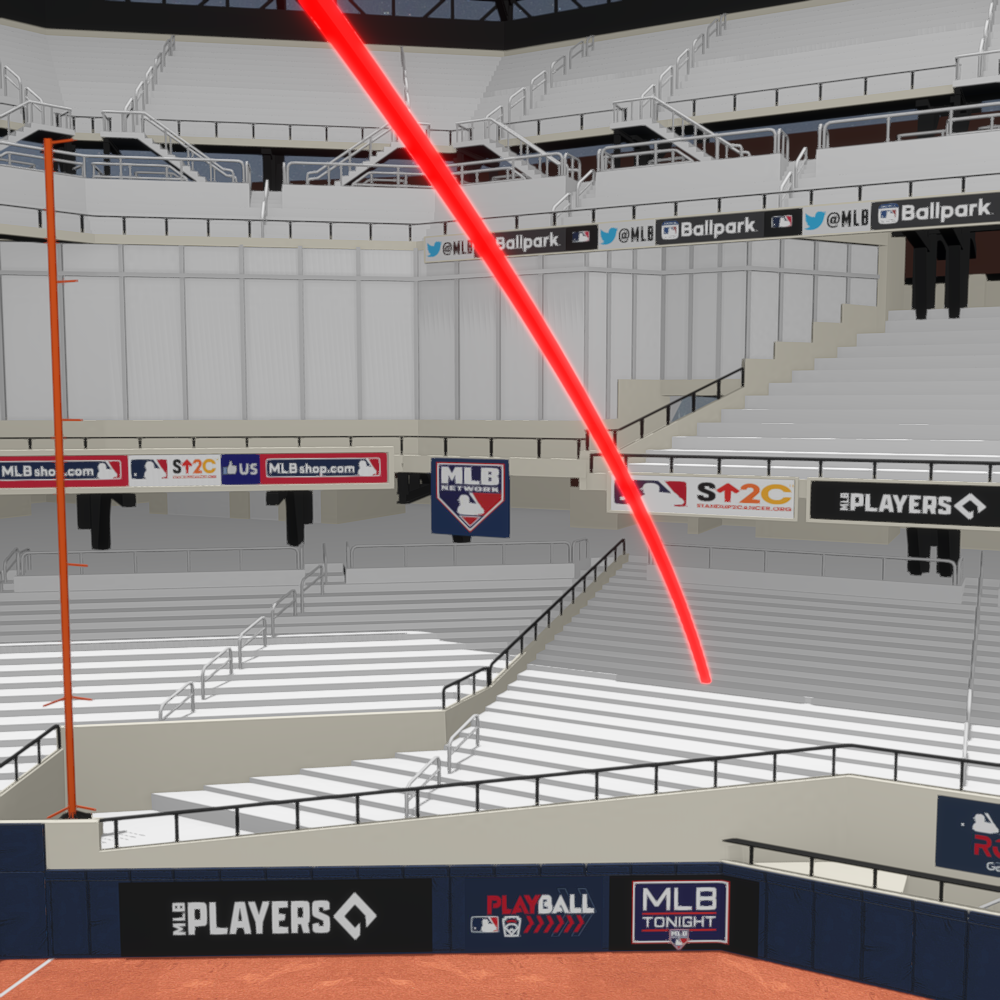 @MLB Ballpark. @MLB Ballpark. @MLB Ballpark.
MLBshop.com S↑2C US MLBshop.com
MLB
NETWORK
S↑2C
STANDUPTOCANCER.ORG
MLB PLAYERS
MLB PLAYERS
PLAYBALL
MLB
TONIGHT
MLB